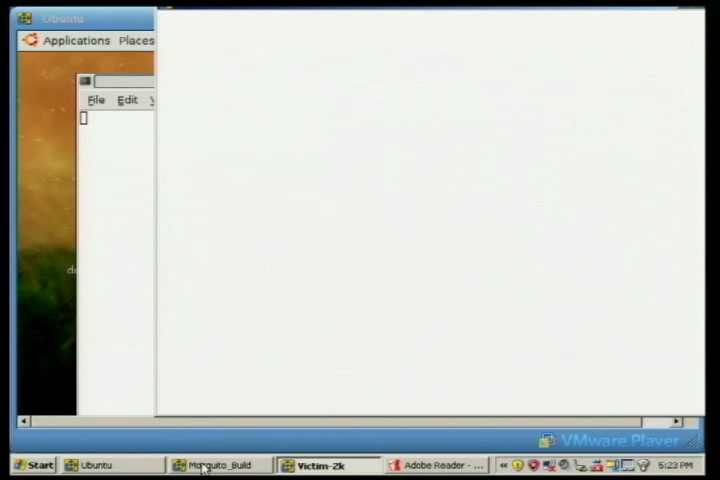 Ubuntu
Applications Places
File Edit
VMware Player
Start Ubuntu Mosquito_Build Victim-2k Adobe Reader - ... « 5:23 PM